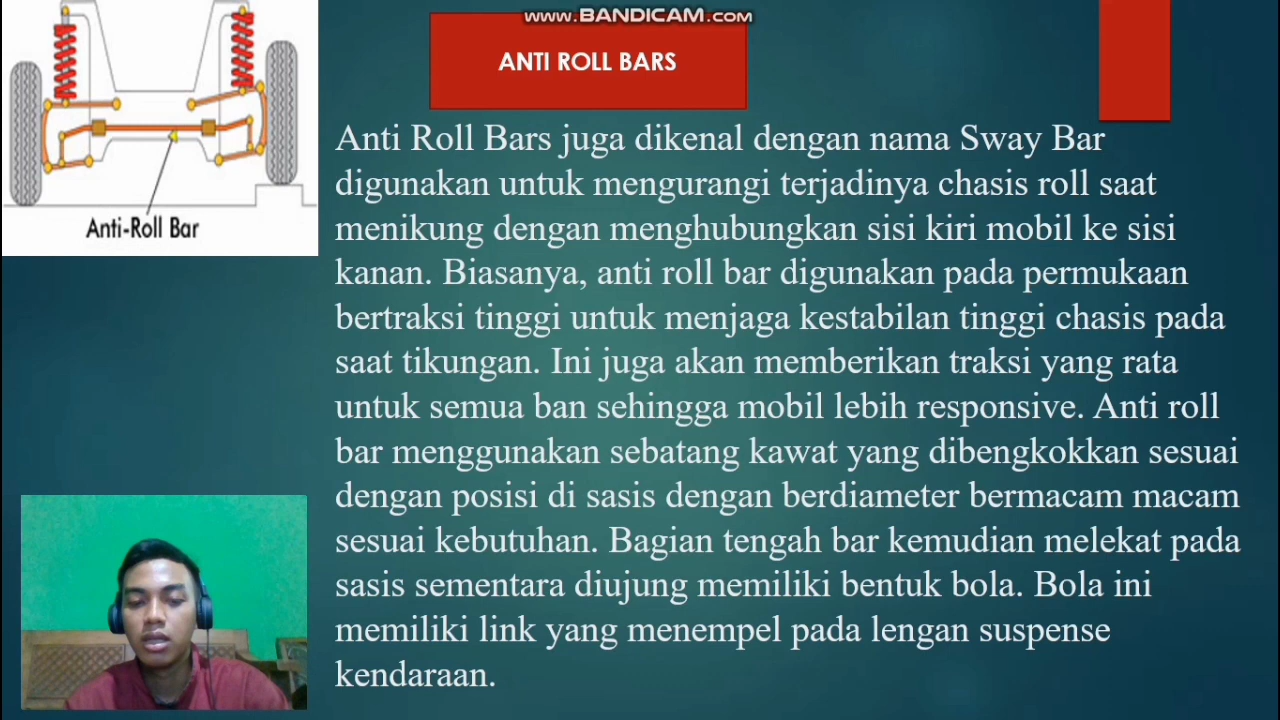 www.BANDICAM.com
ANTI ROLL BARS
Anti Roll Bars juga dikenal dengan nama Sway Bar
digunakan untuk mengurangi terjadinya chasis roll saat
menikung dengan menghubungkan sisi kiri mobil ke sisi
kanan. Biasanya, anti roll bar digunakan pada permukaan
bertraksi tinggi untuk menjaga kestabilan tinggi chasis pada
saat tikungan. Ini juga akan memberikan traksi yang rata
untuk semua ban sehingga mobil lebih responsive. Anti roll
bar menggunakan sebatang kawat yang dibengkokkan sesuai
dengan posisi di sasis dengan berdiameter bermacam macam
sesuai kebutuhan. Bagian tengah bar kemudian melekat pada
sasis sementara diujung memiliki bentuk bola. Bola ini
memiliki link yang menempel pada lengan suspense
kendaraan.
Anti-Roll Bar